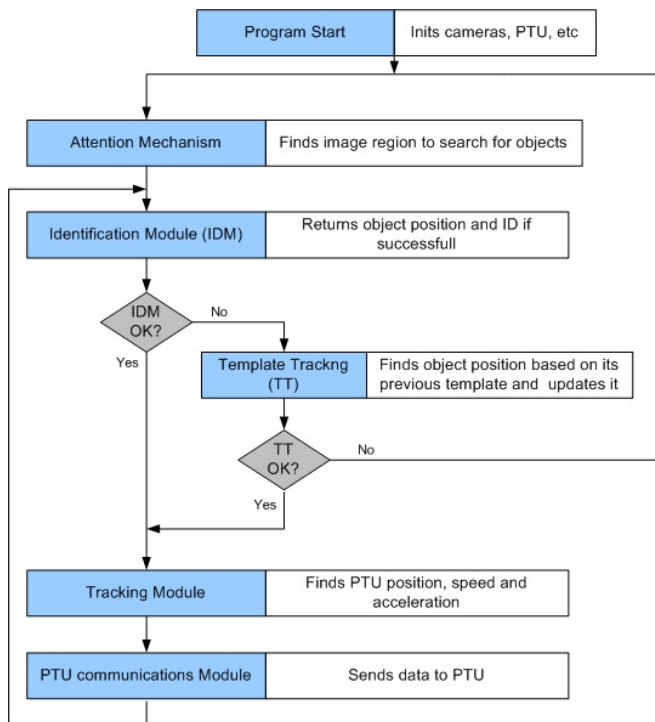 Program Start
Inits cameras, PTU, etc
Attention Mechanism
Finds image region to search for objects
Identification Module (IDM)
Returns object position and ID if
successfull
IDM
OK?
No
Yes
Template Trackng
(TT)
Finds object position based on its
previous template and updates it
TT
OK?
No
Yes
Tracking Module
Finds PTU position, speed and
acceleration
PTU communications Module
Sends data to PTU